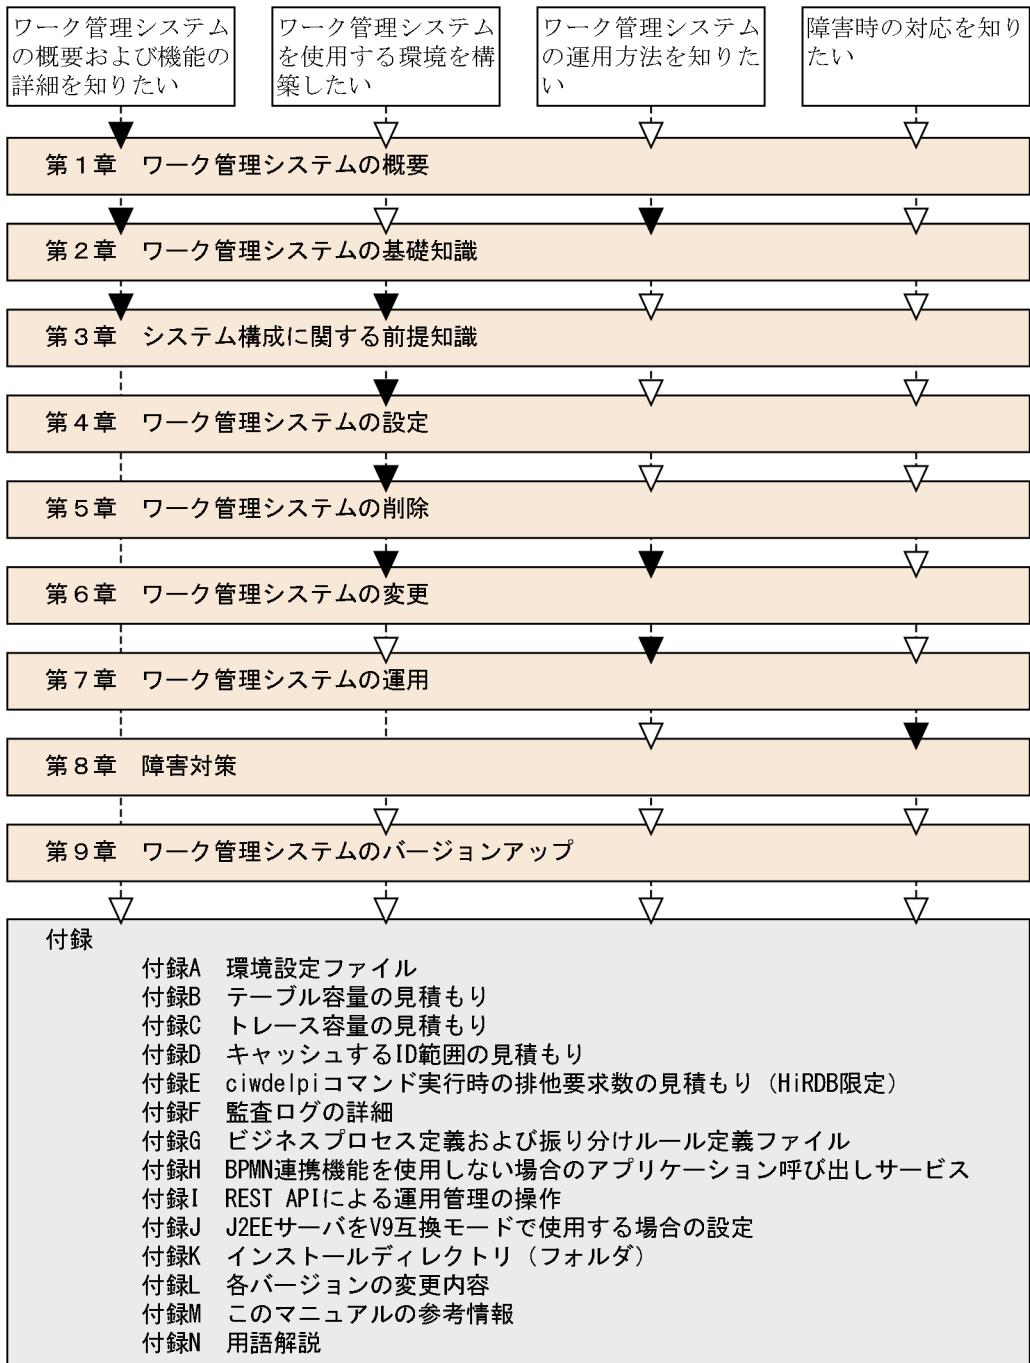 ワーク管理システム
の概要および機能の
詳細を知りたい
ワーク管理システム
を使用する環境を構
築したい
ワーク管理システム
の運用方法を知りた
い
障害時の対応を知り
たい
第1章 ワーク管理システムの概要
第2章 ワーク管理システムの基礎知識
第3章 システム構成に関する前提知識
第4章 ワーク管理システムの設定
第5章 ワーク管理システムの削除
第6章 ワーク管理システムの変更
第7章 ワーク管理システムの運用
第8章 障害対策
第9章 ワーク管理システムのバージョンアップ
付録
付録A 環境設定ファイル
付録B テーブル容量の見積もり
付録C トレース容量の見積もり
付録D キャッシュするID範囲の見積もり
付録E ciwdelpiコマンド実行時の排他要求数の見積もり（HiRDB限定）
付録F 監査ログの詳細
付録G ビジネスプロセス定義および振り分けルール定義ファイル
付録H BPMN連携機能を使用しない場合のアプリケーション呼び出しサービス
付録I REST APIによる運用管理の操作
付録J J2EEサーバをV9互換モードで使用する場合の設定
付録K インストールディレクトリ（フォルダ）
付録L 各バージョンの変更内容
付録M このマニュアルの参考情報
付録N 用語解説